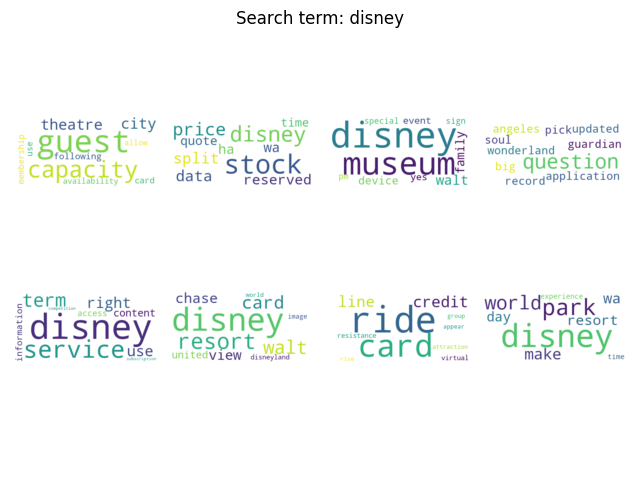 Search term: disney
theatre city
guest
use allow
membership following
capacity
availability card
time
price disney
quote ha wa
split stock
data reserved
special event sign
disney
museum family
pm device yes walt
angeles pick updated
soul guardian
wonderland
big question
record application
term right
competition
information access content
disney
service use
subscription
world
chase card
disney image
resort
walt
united view disneyland
line credit
ride group
appear
resistance
card attraction
rise virtual
experience
world park wa
day resort
disney
make time